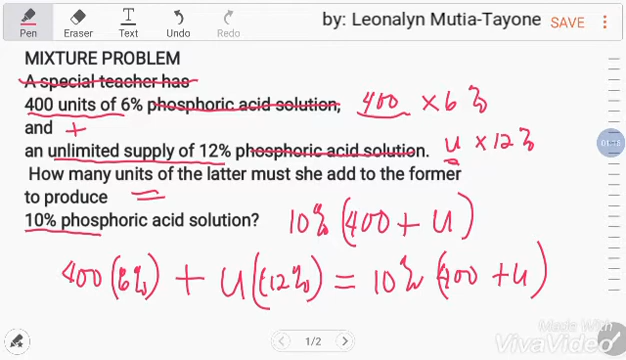 by: Leonalyn Mutia-Tayone
SAVE
Pen
Eraser
Text
Undo
Redo
MIXTURE PROBLEM
A special teacher has
400 units of 6% phosphoric acid solution, 400 × 6%
and +
an unlimited supply of 12% phosphoric acid solution. u × 12%
How many units of the latter must she add to the former
to produce =
10% phosphoric acid solution? 10% (400 + u)
400 (6%) + u (12%) = 10% (400 + u)
1/2
Made With
VivaVideo